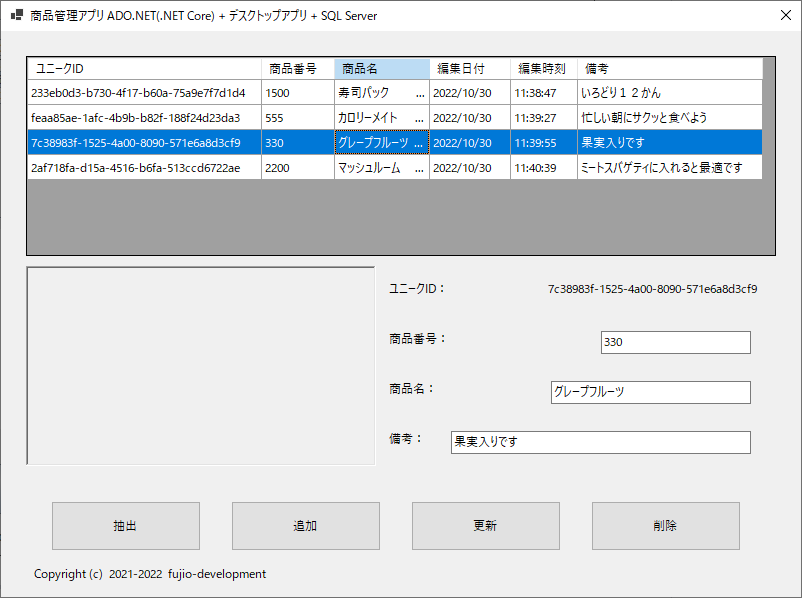 商品管理アプリ ADO.NET(.NET Core) + デスクトップアプリ + SQL Server
ユニークID 商品番号 商品名 編集日付 編集時刻 備考
233eb0d3-b730-4f17-b60a-75a9e7f7d1d4 1500 寿司パック ... 2022/10/30 11:38:47 いろどり１２かん
feaa85ae-1afc-4b9b-b82f-188f24d23da3 555 カロリーメイト ... 2022/10/30 11:39:27 忙しい朝にサクッと食べよう
7c38983f-1525-4a00-8090-571e6a8d3cf9 330 グレープフルーツ ... 2022/10/30 11:39:55 果実入りです
2af718fa-d15a-4516-b6fa-513ccd6722ae 2200 マッシュルーム ... 2022/10/30 11:40:39 ミートスパゲティに入れると最適です
ユニークID： 7c38983f-1525-4a00-8090-571e6a8d3cf9
商品番号： 330
商品名： グレープフルーツ
備考： 果実入りです
抽出 追加 更新 削除
Copyright (c) 2021-2022 fujio-development